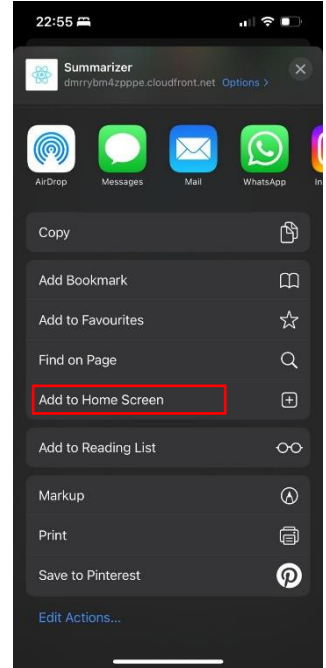 22:55
Summarizer
dmrrybm4zpppe.cloudfront.net Options >
AirDrop Messages Mail WhatsApp In
Copy
Add Bookmark
Add to Favourites
Find on Page
Add to Home Screen
Add to Reading List
Markup
Print
Save to Pinterest
Edit Actions...